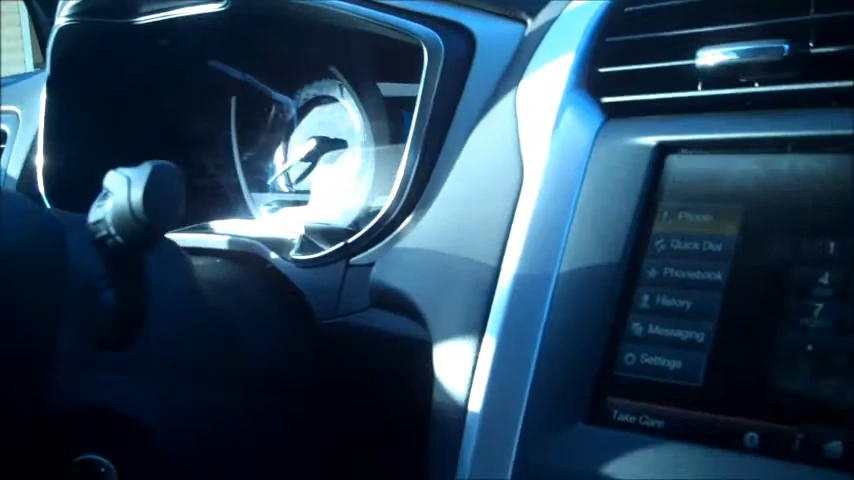 Phone
1
Quick Dial
4
Phonebook
7
History
Messaging
Settings
Take Care